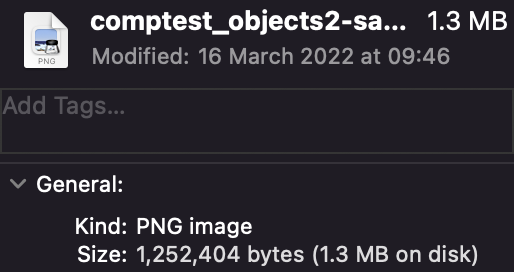 comptest_objects2-sa... 1.3 MB
PNG
Modified: 16 March 2022 at 09:46
Add Tags...
General:
Kind: PNG image
Size: 1,252,404 bytes (1.3 MB on disk)